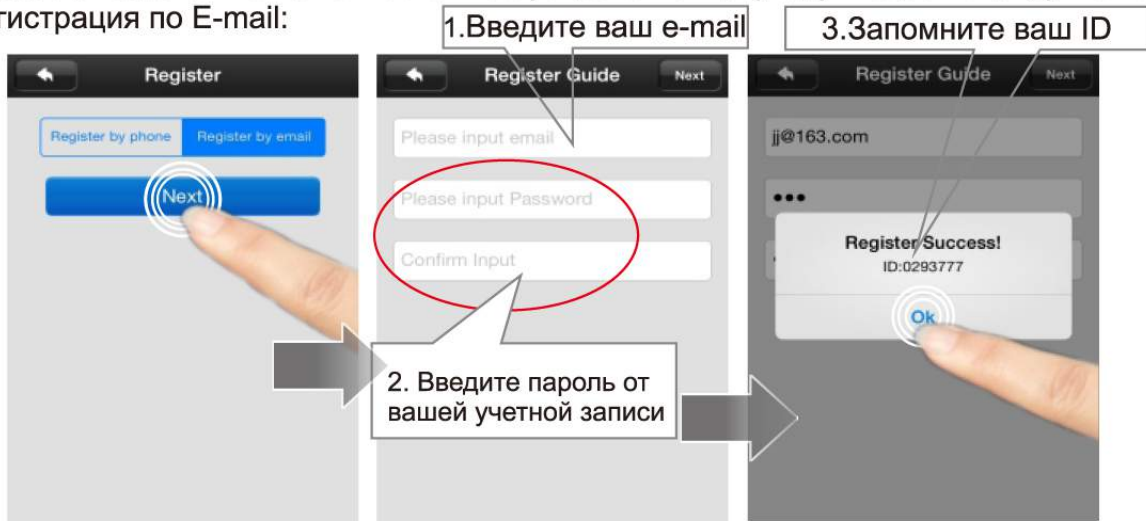 гистрация по E-mail:
1.Введите ваш e-mail
3.Запомните ваш ID
Register
Register by phone
Register by email
Next
Register Guide
Next
Please input email
Please input Password
Confirm Input
2. Введите пароль от
вашей учетной записи
Register Guide
Next
jj@163.com
•••
Register Success!
ID:0293777
Ok